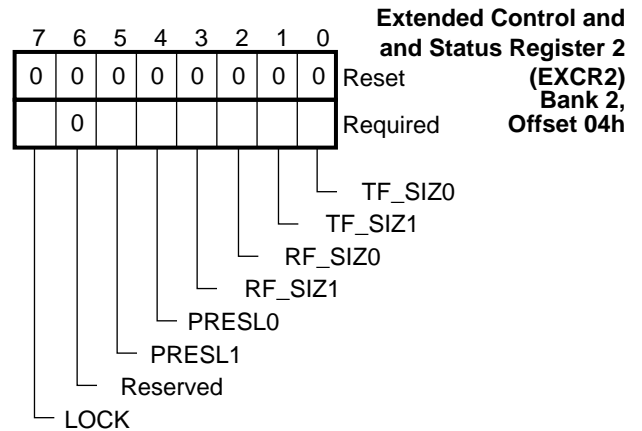 Extended Control and
and Status Register 2
(EXCR2)
Bank 2,
Offset 04h
7 6 5 4 3 2 1 0
0 0 0 0 0 0 0 0 Reset
0 Required
TF_SIZ0
TF_SIZ1
RF_SIZ0
RF_SIZ1
PRESL0
PRESL1
Reserved
LOCK